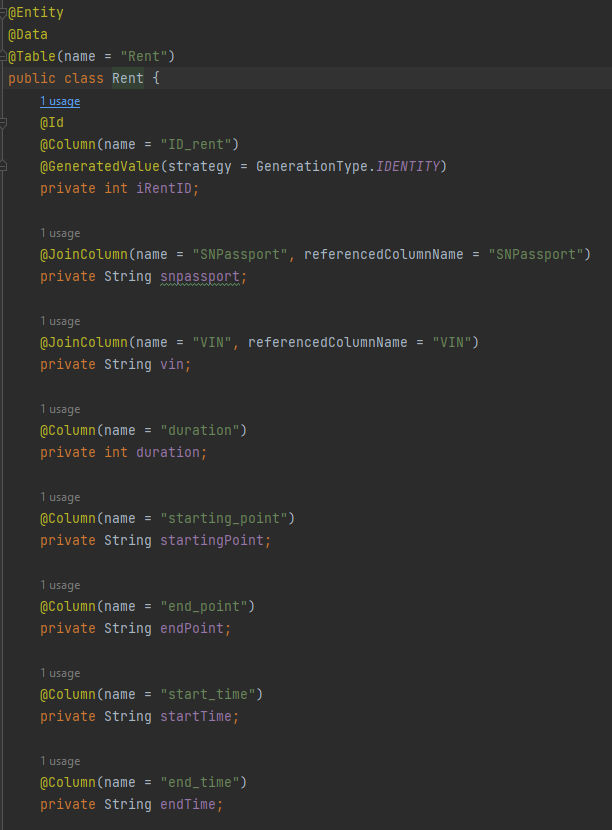 @Entity
@Data
@Table(name = "Rent")
public class Rent {
1 usage
@Id
@Column(name = "ID_rent")
@GeneratedValue(strategy = GenerationType.IDENTITY)
private int iRentID;
1 usage
@JoinColumn(name = "SNPassport", referencedColumnName = "SNPassport")
private String snpassport;
1 usage
@JoinColumn(name = "VIN", referencedColumnName = "VIN")
private String vin;
1 usage
@Column(name = "duration")
private int duration;
1 usage
@Column(name = "starting_point")
private String startingPoint;
1 usage
@Column(name = "end_point")
private String endPoint;
1 usage
@Column(name = "start_time")
private String startTime;
1 usage
@Column(name = "end_time")
private String endTime;